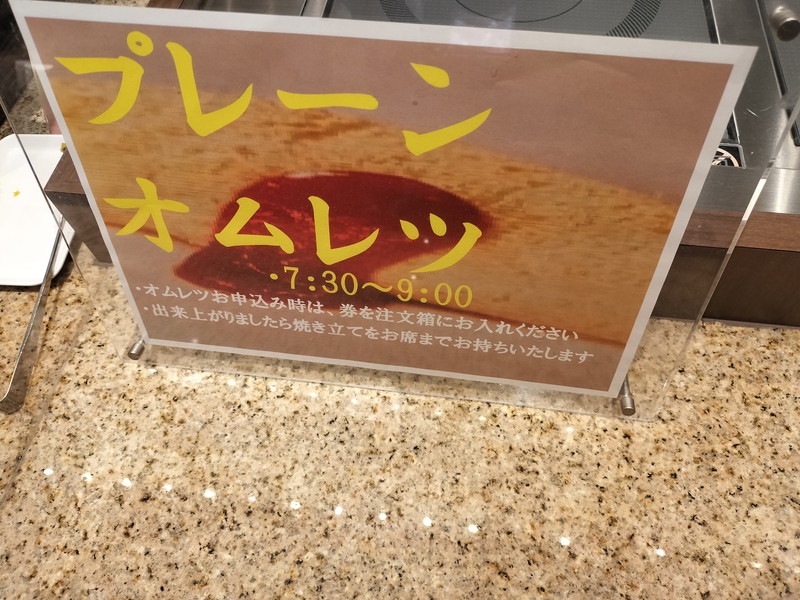 プレーン
オムレツ
・7:30～9:00
・オムレツお申込み時は、券を注文箱にお入れください
・出来上がりましたら焼き立てをお席までお持ちいたします